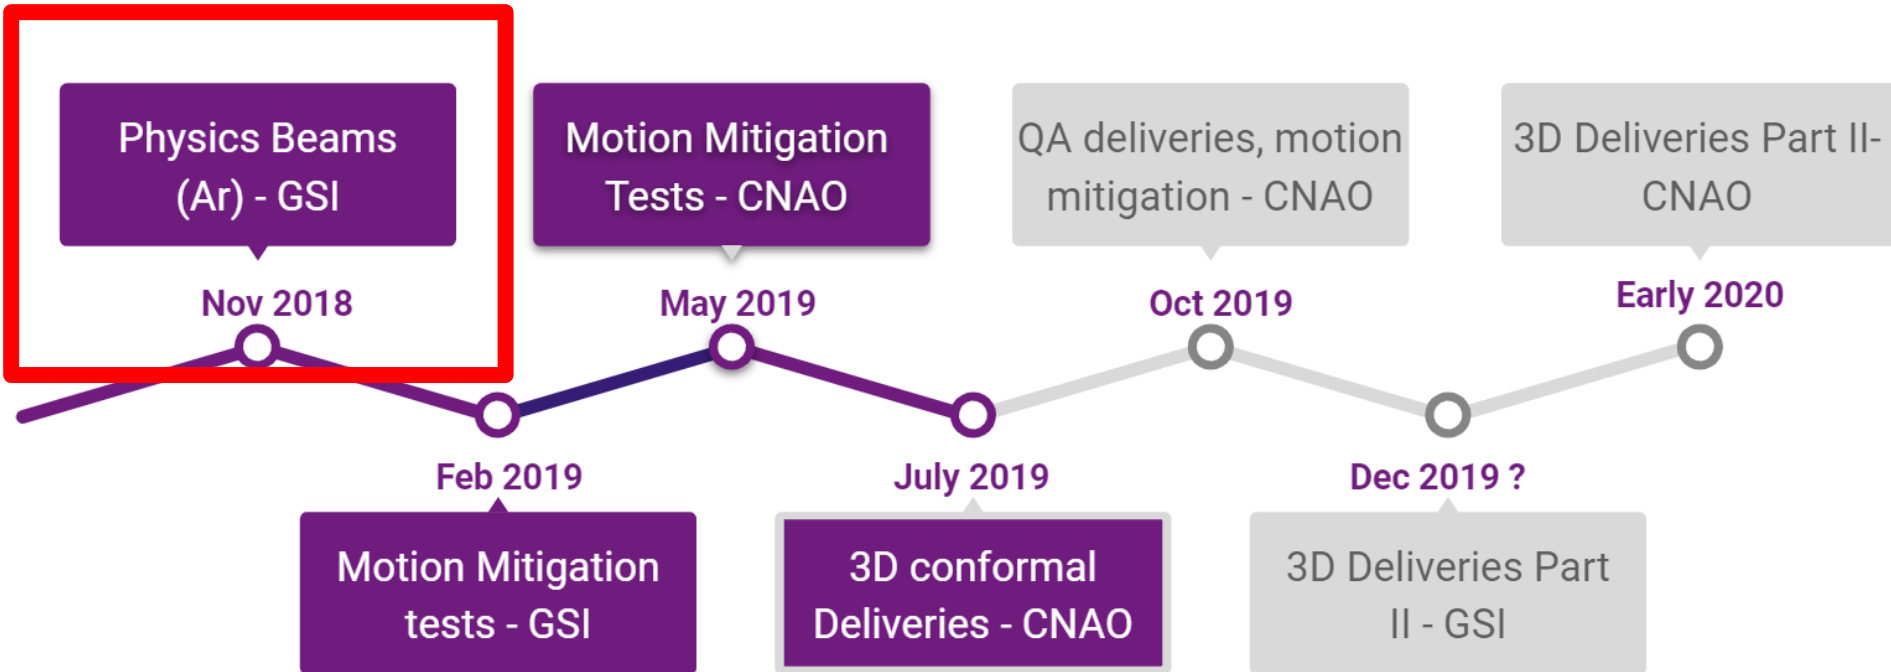 Physics Beams
(Ar) - GSI
Nov 2018
Motion Mitigation
Tests - CNAO
May 2019
QA deliveries, motion
mitigation - CNAO
Oct 2019
3D Deliveries Part II-
CNAO
Early 2020
Feb 2019
Motion Mitigation
tests - GSI
July 2019
3D conformal
Deliveries - CNAO
Dec 2019 ?
3D Deliveries Part
II - GSI